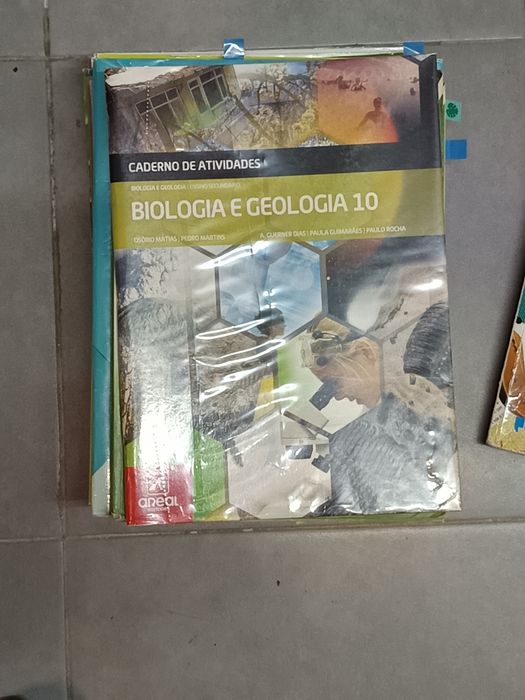 CADERNO DE ATIVIDADES
BIOLOGIA E GEOLOGIA | ENSINO SECUNDÁRIO
BIOLOGIA E GEOLOGIA 10
OSÓRIO MATIAS | PEDRO MARTINS A. GUERNER DIAS | PAULA GUIMARÃES | PAULO ROCHA
areal
editores